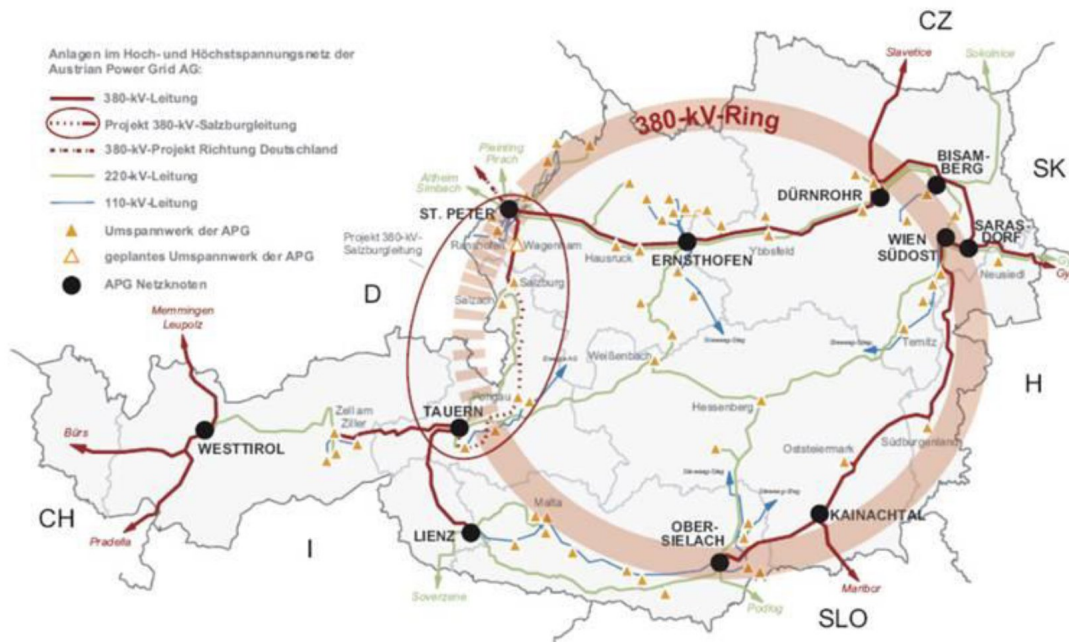 Anlagen im Hoch- und Höchstspannungsnetz der
Austrian Power Grid AG:
380-kV-Leitung
Projekt 380-kV-Salzburgleitung
380-kV-Projekt Richtung Deutschland
220-kV-Leitung
110-kV-Leitung
Umspannwerk der APG
geplantes Umspannwerk der APG
APG Netzknoten
380-kV-Ring
CZ
Slavetice
Sokolnice
SK
BISAM-
BERG
DÜRNROHR
SARAS-
DORF
WIEN
SÜDOST
Neusiedl
Gy
Pleinting
Pirach
Altheim
Simbach
ST. PETER
Ranshofen
Wagenham
Projekt 380-kV-
Salzburgleitung
Hausruck
ERNSTHOFEN
Ybbsfeld
Salzburg
Salzach
D
Memmingen
Leupolz
Weißenbach
Ternitz
H
Hessenberg
Pongau
TAUERN
Zell am
Ziller
WESTTIROL
Bürs
CH
Pradella
I
Südburgenland
Oststeiermark
Malta
LIENZ
OBER-
SIELACH
KAINACHTAL
Soverzene
Podlog
Maribor
SLO